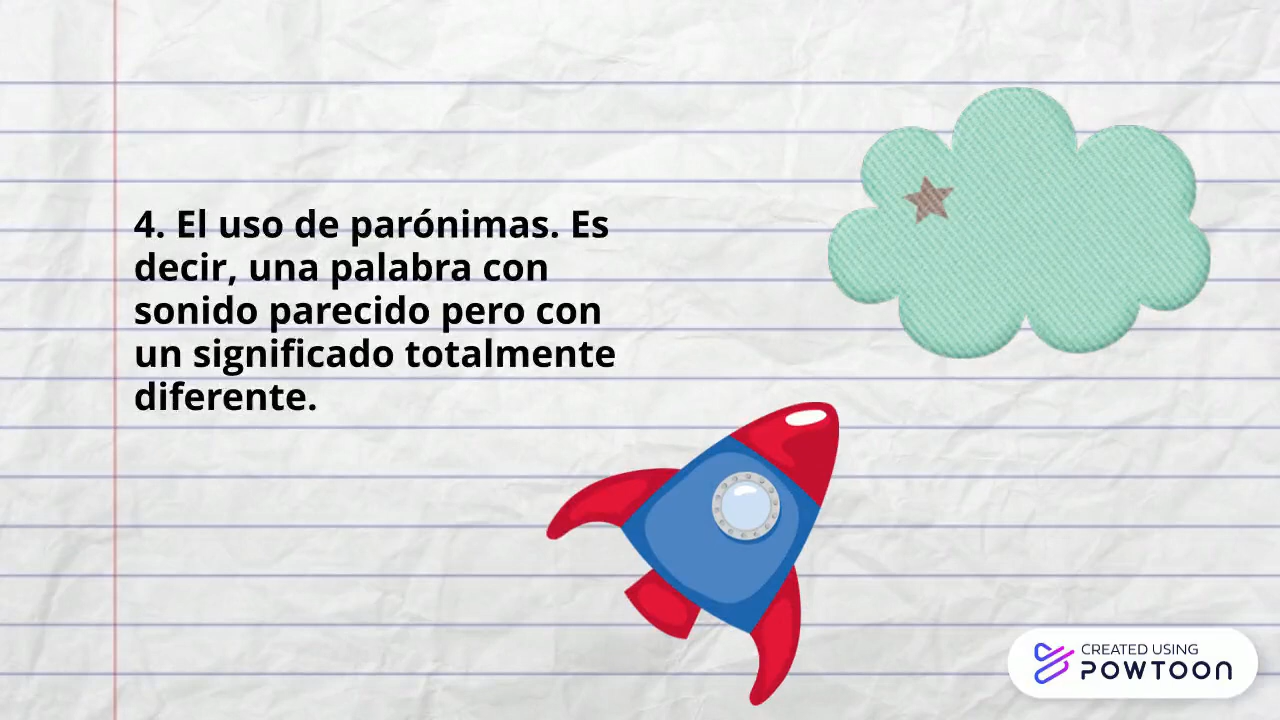 4. El uso de parónimas. Es
decir, una palabra con
sonido parecido pero con
un significado totalmente
diferente.
CREATED USING
POWTOON